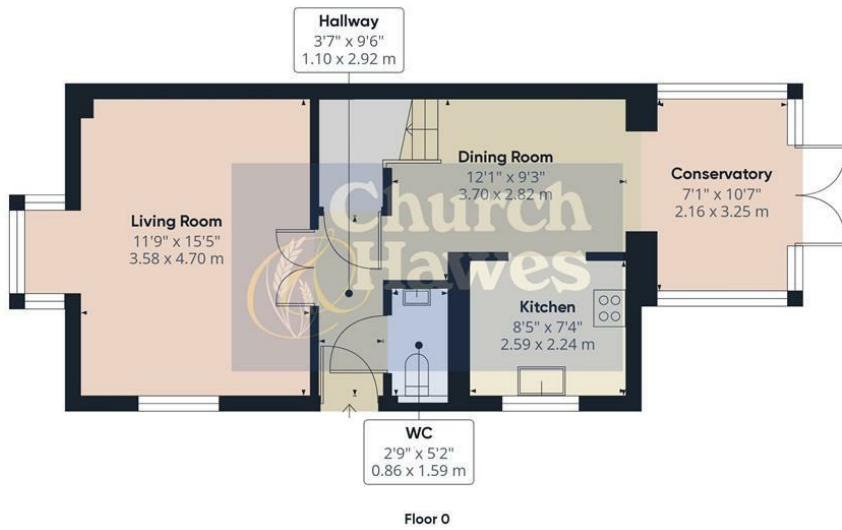 Hallway
3'7" x 9'6"
1.10 x 2.92 m
Dining Room
12'1" x 9'3"
3.70 x 2.82 m
Conservatory
7'1" x 10'7"
2.16 x 3.25 m
Living Room
11'9" x 15'5"
3.58 x 4.70 m
Church
Hawes
Kitchen
8'5" x 7'4"
2.59 x 2.24 m
WC
2'9" x 5'2"
0.86 x 1.59 m
Floor 0